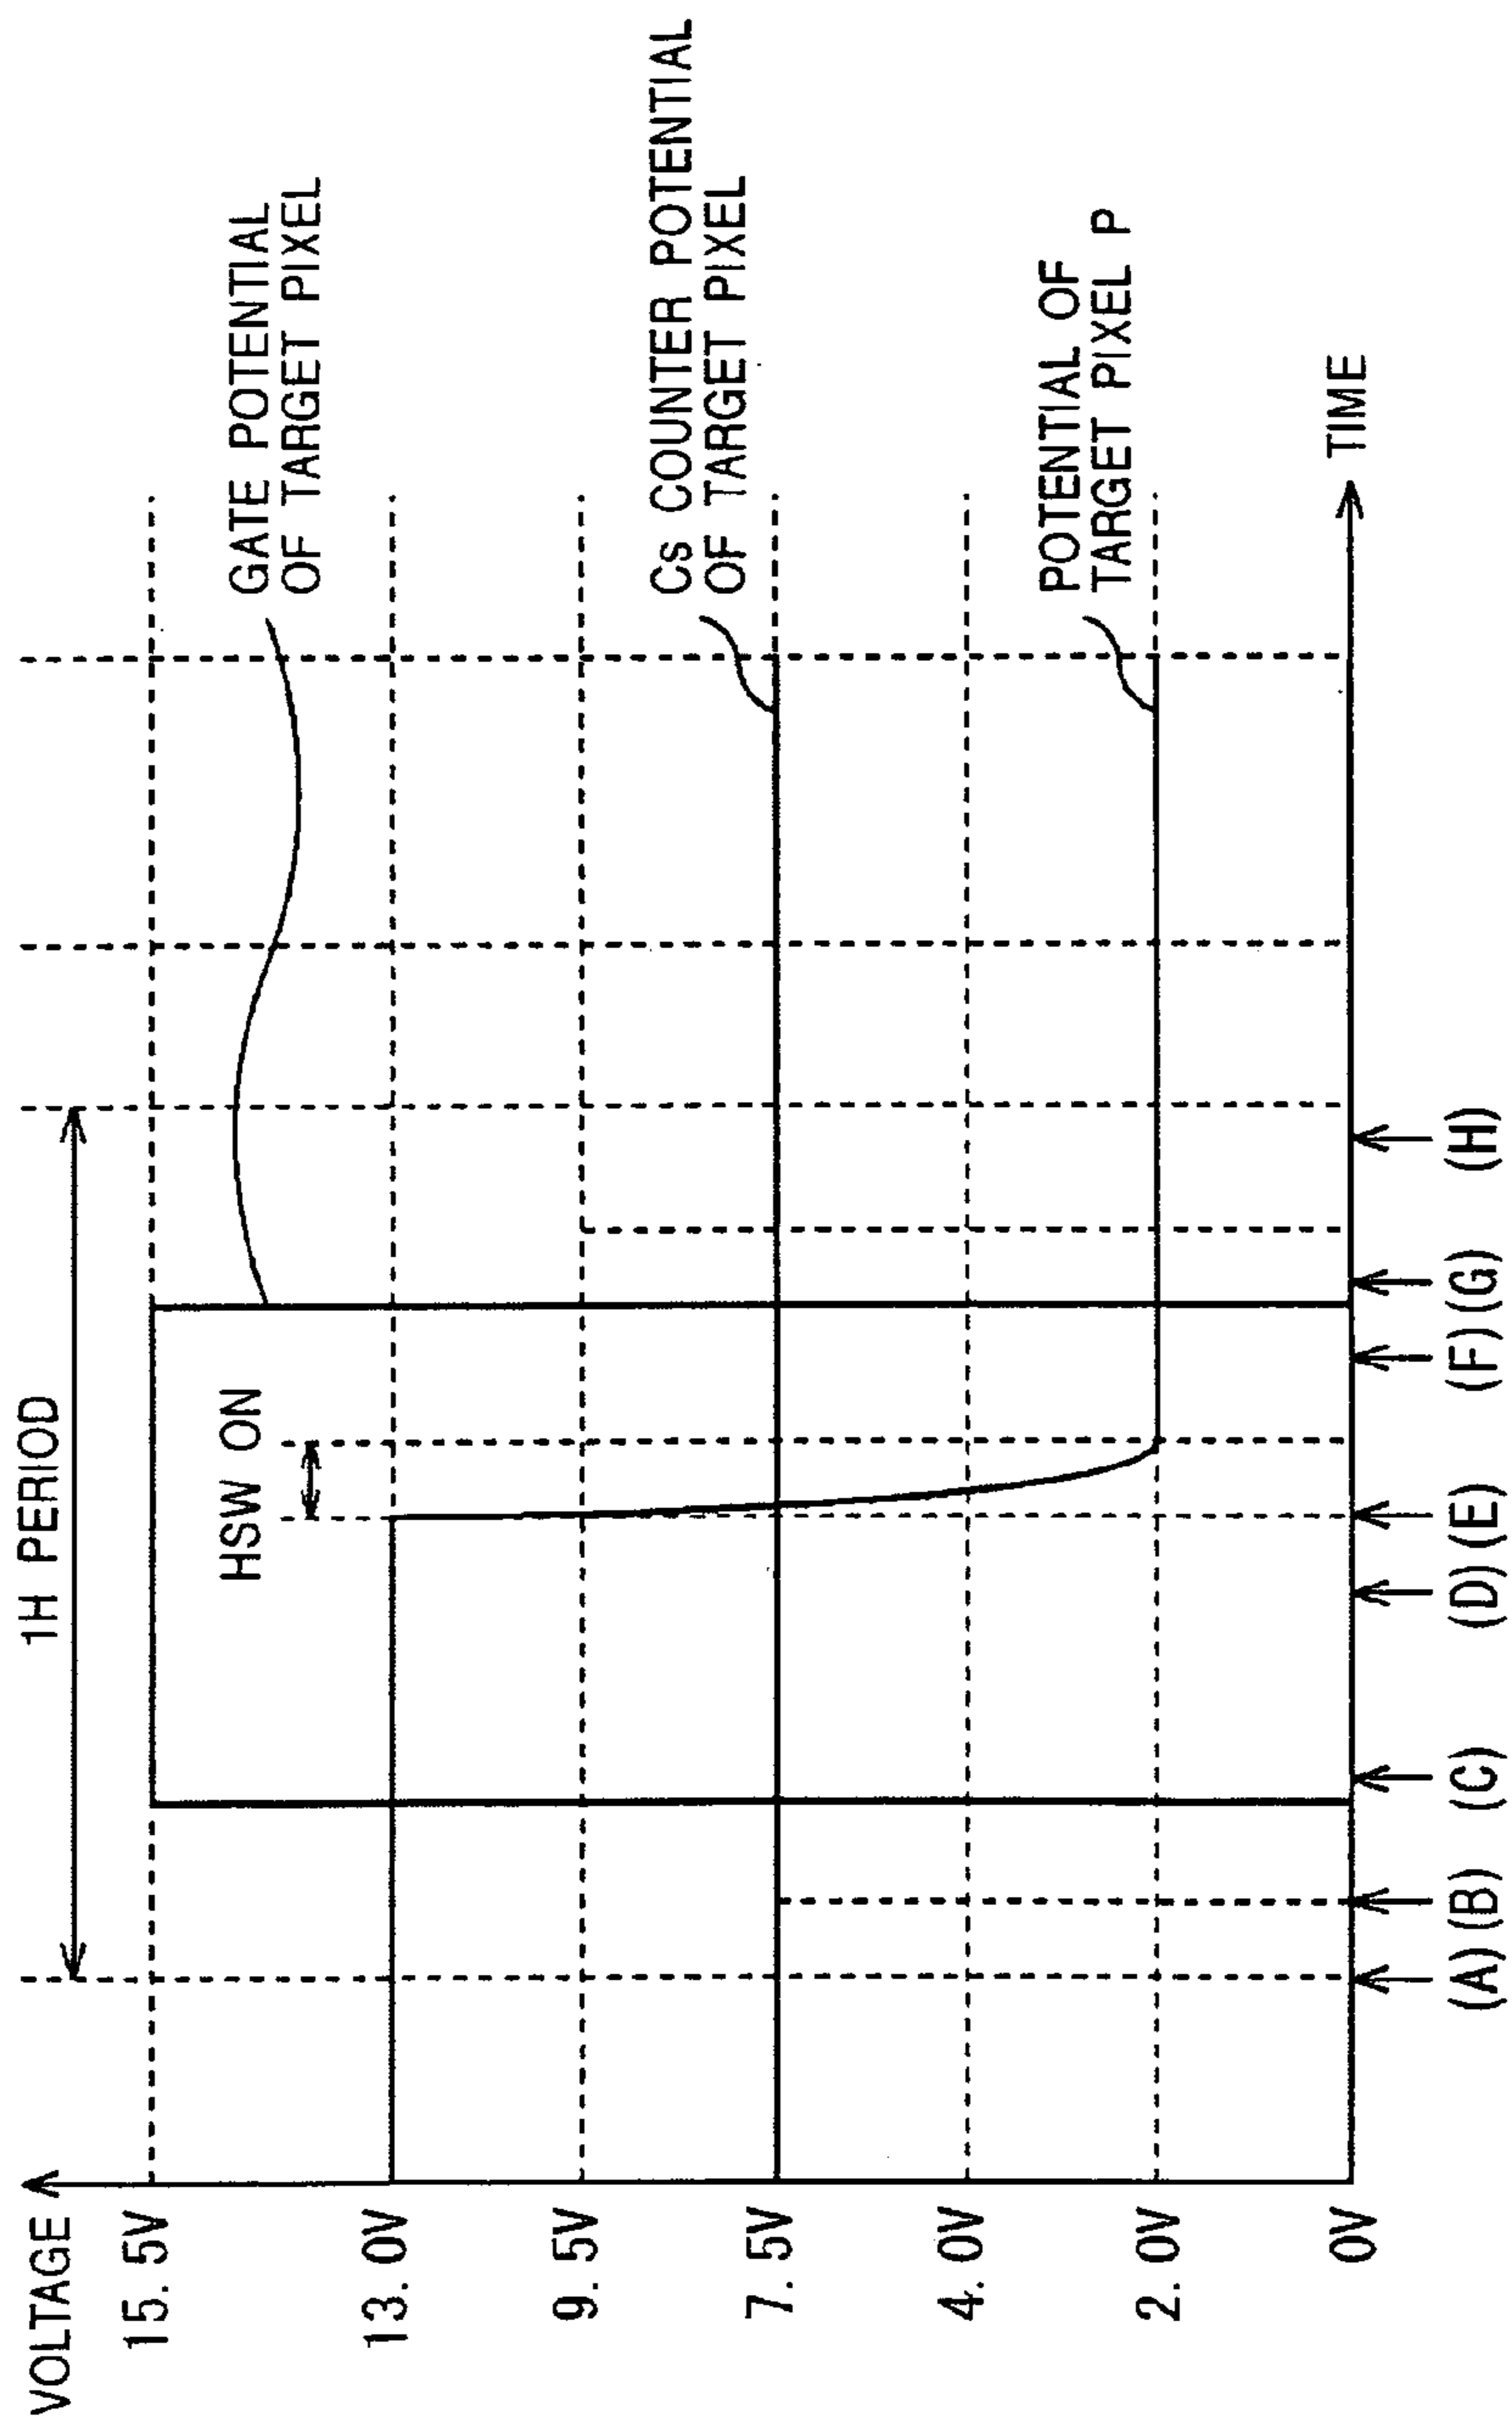 VOLTAGE
1H PERIOD
15. 5V
13. 0V
9. 5V
7. 5V
4. 0V
2. 0V
0V
HSW ON
GATE POTENTIAL
OF TARGET PIXEL
Cs COUNTER POTENTIAL
OF TARGET PIXEL
POTENTIAL OF
TARGET PIXEL P
TIME
(A) (B) (C) (D) (E) (F) (G) (H)